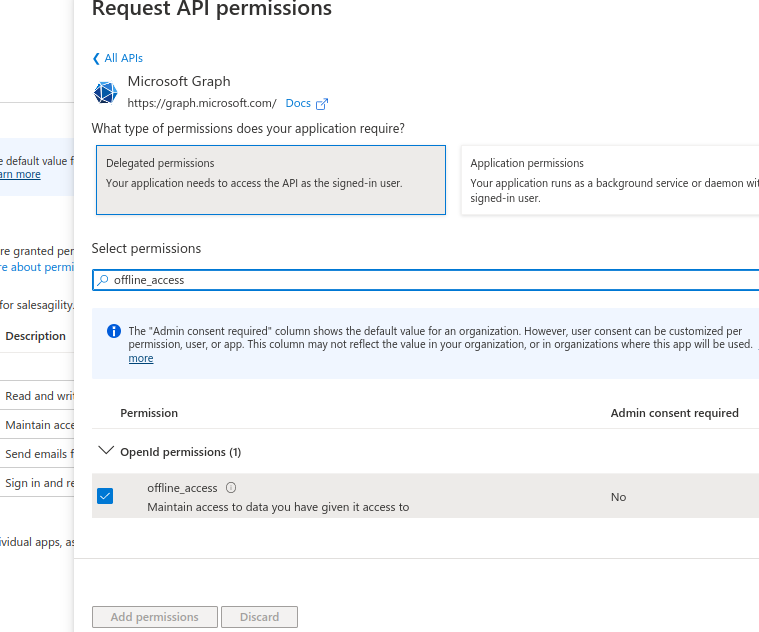 Request API permissions
All APIs
Microsoft Graph
https://graph.microsoft.com/ Docs
What type of permissions does your application require?
Delegated permissions
Your application needs to access the API as the signed-in user.
Application permissions
Your application runs as a background service or daemon
signed-in user.
Select permissions
offline_access
The "Admin consent required" column shows the default value for an organization. However, user consent can be customized per
permission, user, or app. This column may not reflect the value in your organization, or in organizations where this app will be used.
more
Permission Admin consent required
OpenId permissions (1)
offline_access
Maintain access to data you have given it access to
No
Add permissions Discard
e default value
arn more
re granted per
re about permi
for salesagility.
Description
Read and writ
Maintain acce
Send emails f
Sign in and re
ividual apps, as